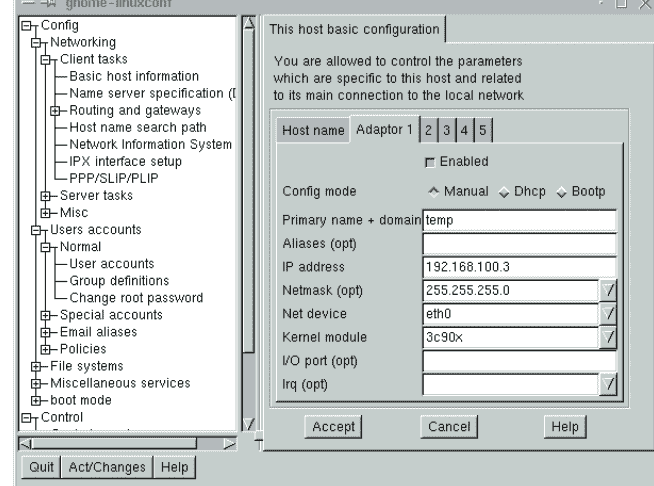 gnome-linuxconf
Config
Networking
Client tasks
Basic host information
Name server specification (
Routing and gateways
Host name search path
Network Information System
IPX interface setup
PPP/SLIP/PLIP
Server tasks
Misc
Users accounts
Normal
User accounts
Group definitions
Change root password
Special accounts
Email aliases
Policies
File systems
Miscellaneous services
boot mode
Control
Quit Act/Changes Help
This host basic configuration
You are allowed to control the parameters
which are specific to this host and related
to its main connection to the local network
Host name Adaptor 1 2 3 4 5
Enabled
Config mode Manual Dhcp Bootp
Primary name + domain temp
Aliases (opt)
IP address 192.168.100.3
Netmask (opt) 255.255.255.0
Net device eth0
Kernel module 3c90x
I/O port (opt)
Irq (opt)
Accept Cancel Help